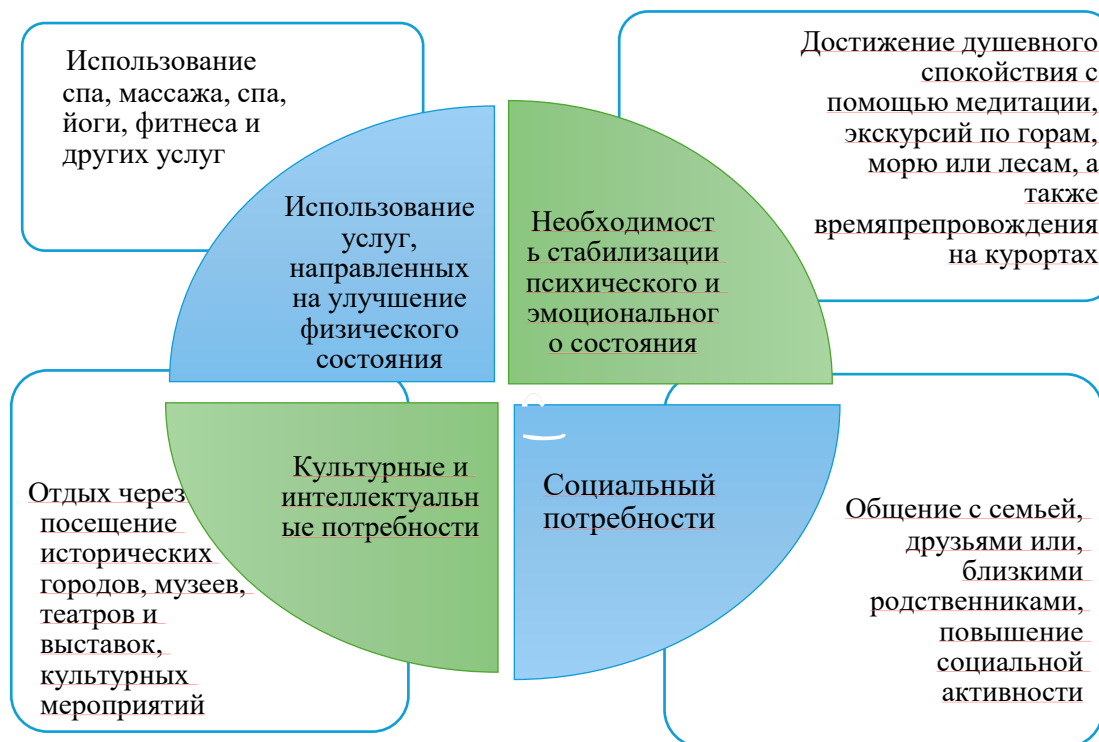 Использование
спа, массажа, спа,
йоги, фитнеса и
других услуг
Достижение душевного
спокойствия с
помощью медитации,
экскурсий по горам,
морю или лесам, а
также
времяпрепровождения
на курортах
Использование
услуг,
направленных
на улучшение
физического
состояния
Необходимост
ь стабилизации
психического и
эмоциональног
о состояния
Культурные и
интеллектуальн
ые потребности
Социальный
потребности
Отдых через
посещение
исторических
городов, музеев,
театров и
выставок,
культурных
мероприятий
Общение с семьей,
друзьями или,
близкими
родственниками,
повышение
социальной
активности